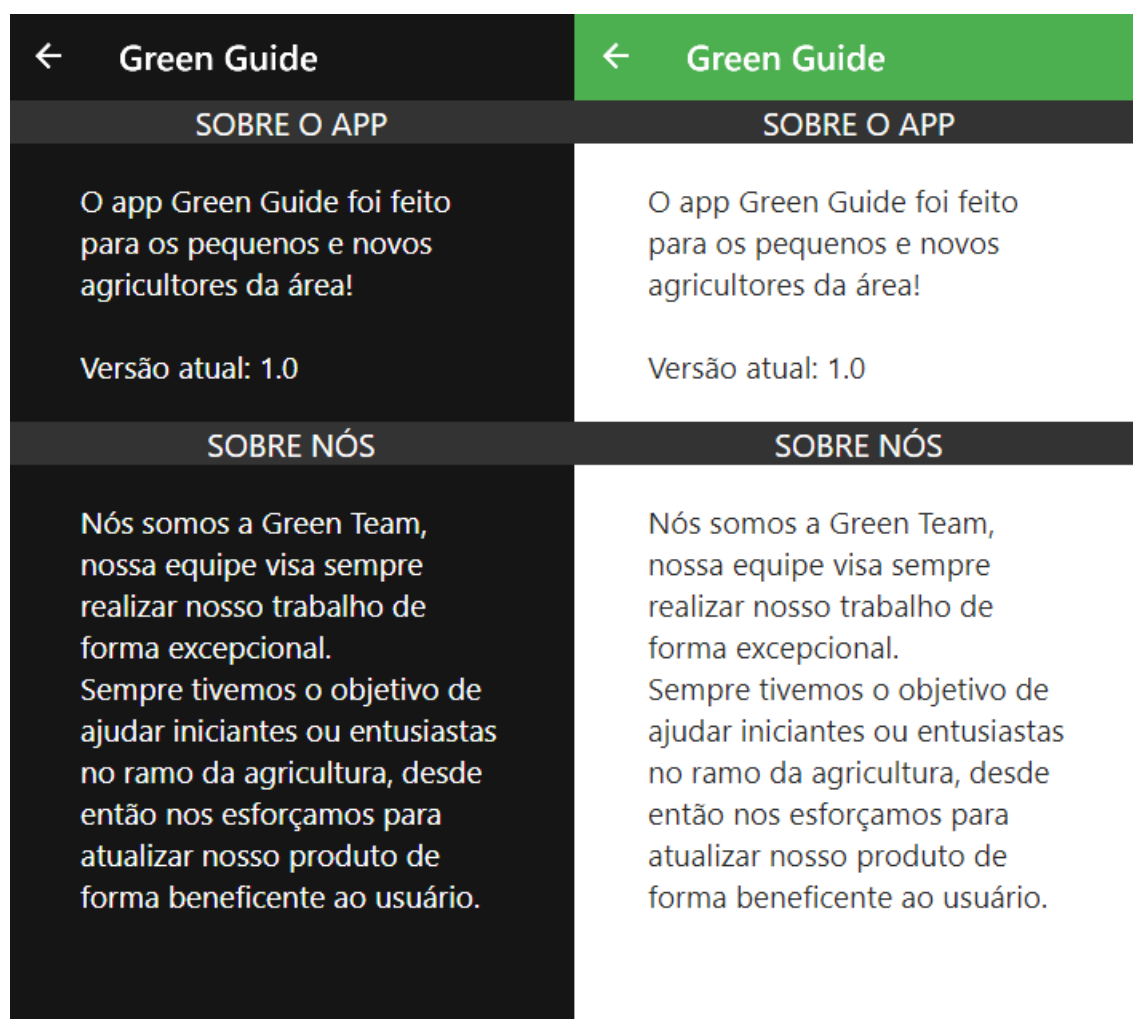 Green Guide
SOBRE O APP
O app Green Guide foi feito
para os pequenos e novos
agricultores da área!
Versão atual: 1.0
SOBRE NÓS
Nós somos a Green Team,
nossa equipe visa sempre
realizar nosso trabalho de
forma excepcional.
Sempre tivemos o objetivo de
ajudar iniciantes ou entusiastas
no ramo da agricultura, desde
então nos esforçamos para
atualizar nosso produto de
forma beneficente ao usuário.
Green Guide
SOBRE O APP
O app Green Guide foi feito
para os pequenos e novos
agricultores da área!
Versão atual: 1.0
SOBRE NÓS
Nós somos a Green Team,
nossa equipe visa sempre
realizar nosso trabalho de
forma excepcional.
Sempre tivemos o objetivo de
ajudar iniciantes ou entusiastas
no ramo da agricultura, desde
então nos esforçamos para
atualizar nosso produto de
forma beneficente ao usuário.